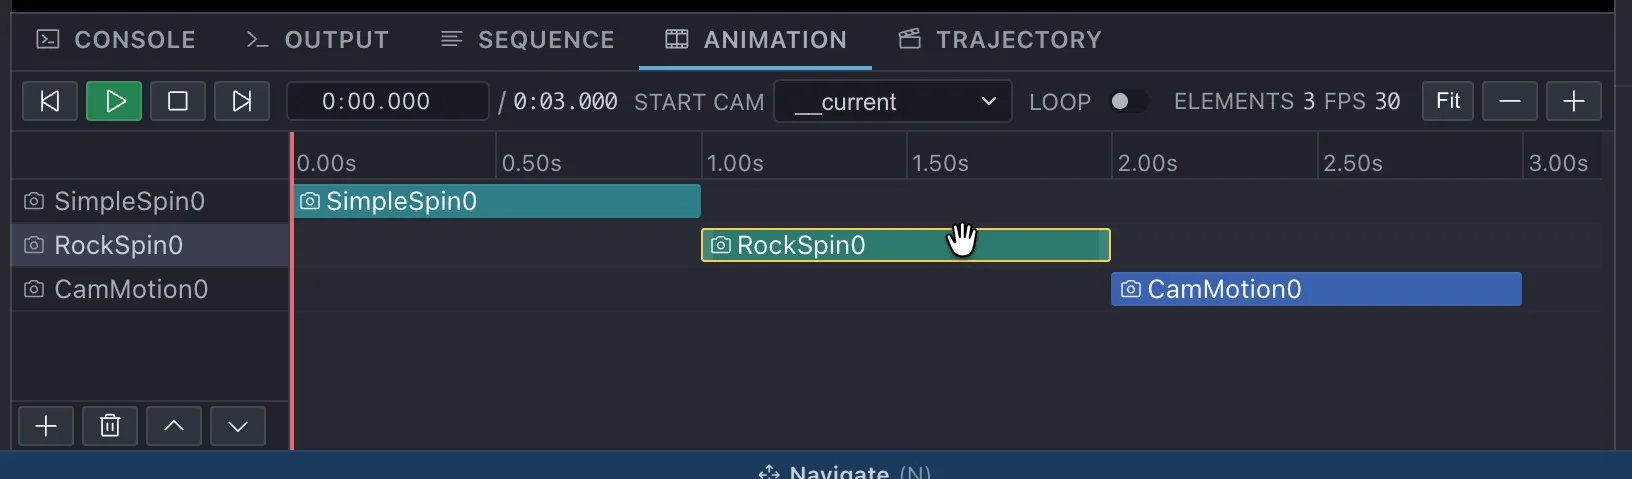 CONSOLE OUTPUT SEQUENCE ANIMATION TRAJECTORY
0:00.000 / 0:03.000 START CAM __current LOOP ELEMENTS 3 FPS 30 Fit
0.00s 0.50s 1.00s 1.50s 2.00s 2.50s 3.00s
SimpleSpin0 SimpleSpin0
RockSpin0 RockSpin0
CamMotion0 CamMotion0
Navigate (N)